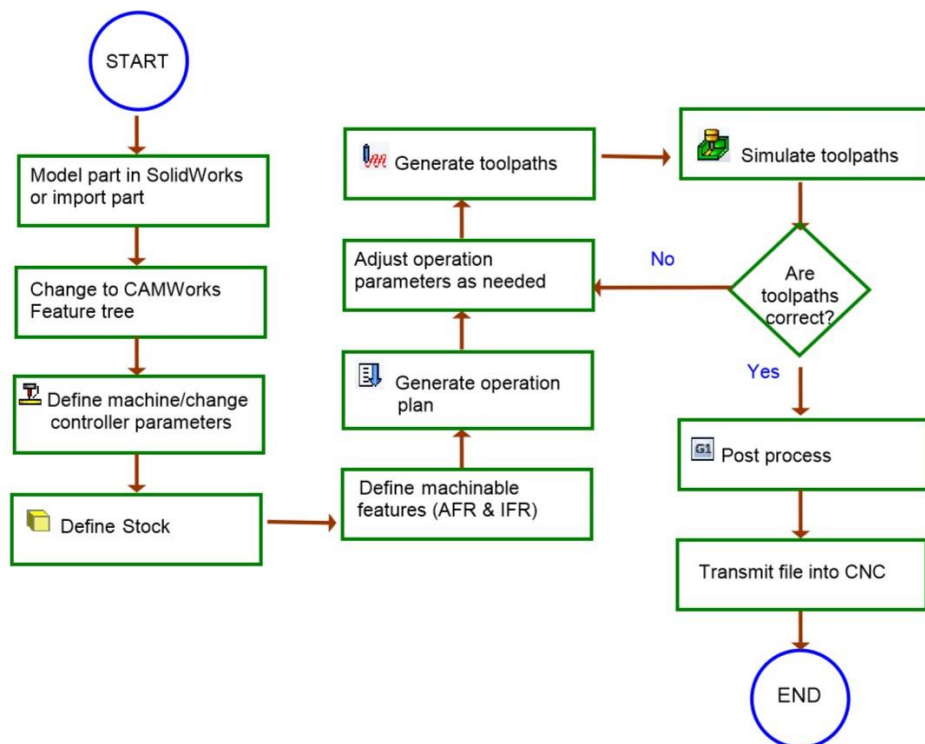 START
Model part in SolidWorks
or import part
Change to CAMWorks
Feature tree
Define machine/change
controller parameters
Define Stock
Define machinable
features (AFR & IFR)
Generate operation
plan
Adjust operation
parameters as needed
Generate toolpaths
Simulate toolpaths
Are
toolpaths
correct?
No
Yes
G1 Post process
Transmit file into CNC
END